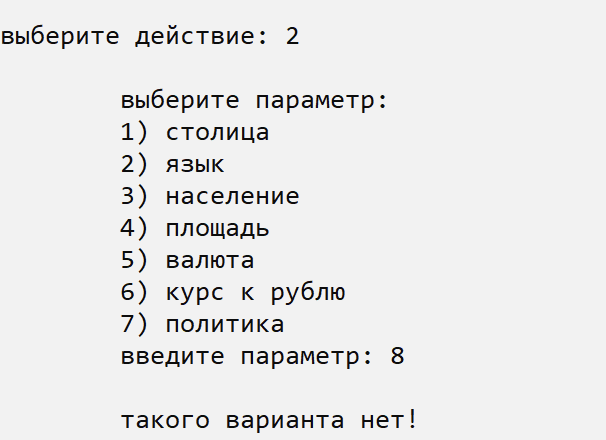 выберите действие: 2
выберите параметр:
1) столица
2) язык
3) население
4) площадь
5) валюта
6) курс к рублю
7) политика
введите параметр: 8
такого варианта нет!